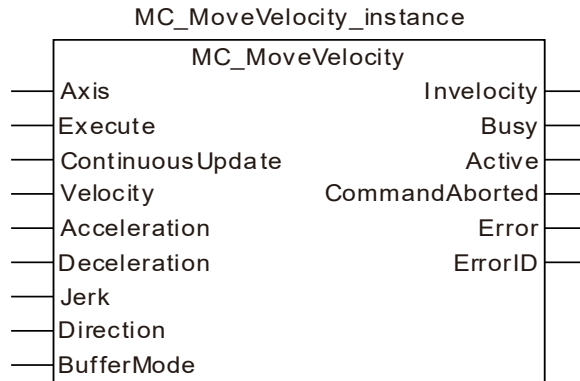 MC_MoveVelocity_instance
MC_MoveVelocity
Axis Invelocity
Execute Busy
ContinuousUpdate Active
Velocity CommandAborted
Acceleration Error
Deceleration ErrorID
Jerk
Direction
BufferMode